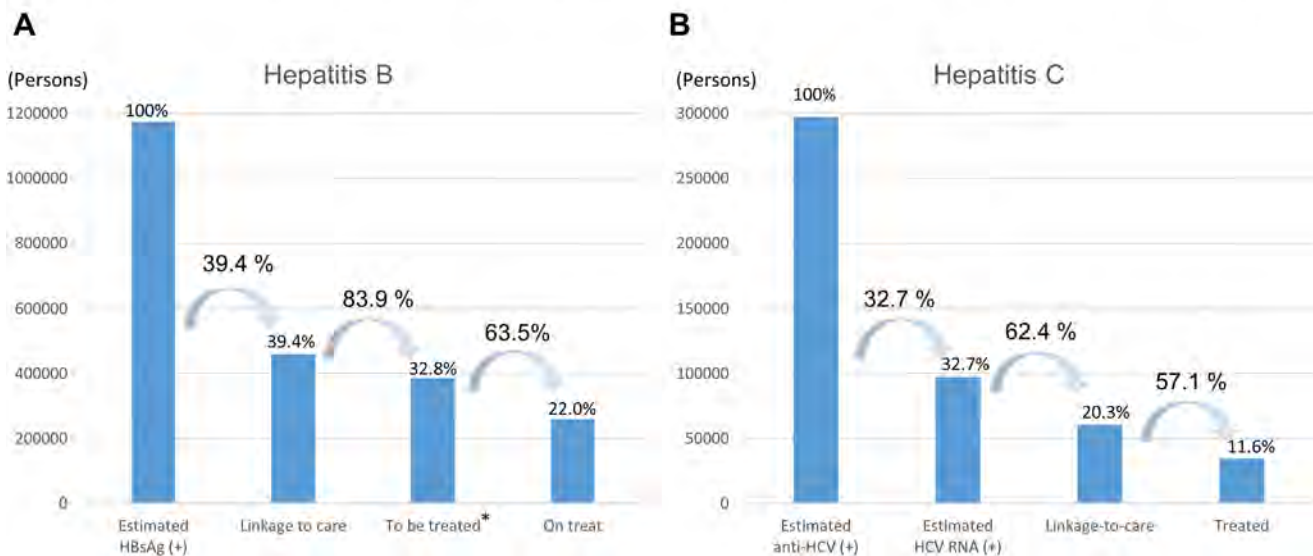 A
Hepatitis B
(Persons)
100%
1200000
1000000
800000
600000
400000
200000
0
39.4 %
83.9 %
63.5%
39.4%
32.8%
22.0%
Estimated
HBsAg (+)
Linkage to care
To be treated*
On treat
B
Hepatitis C
(Persons)
100%
300000
250000
200000
150000
100000
50000
0
32.7 %
62.4 %
57.1 %
32.7%
20.3%
11.6%
Estimated
anti-HCV (+)
Estimated
HCV RNA (+)
Linkage-to-care
Treated